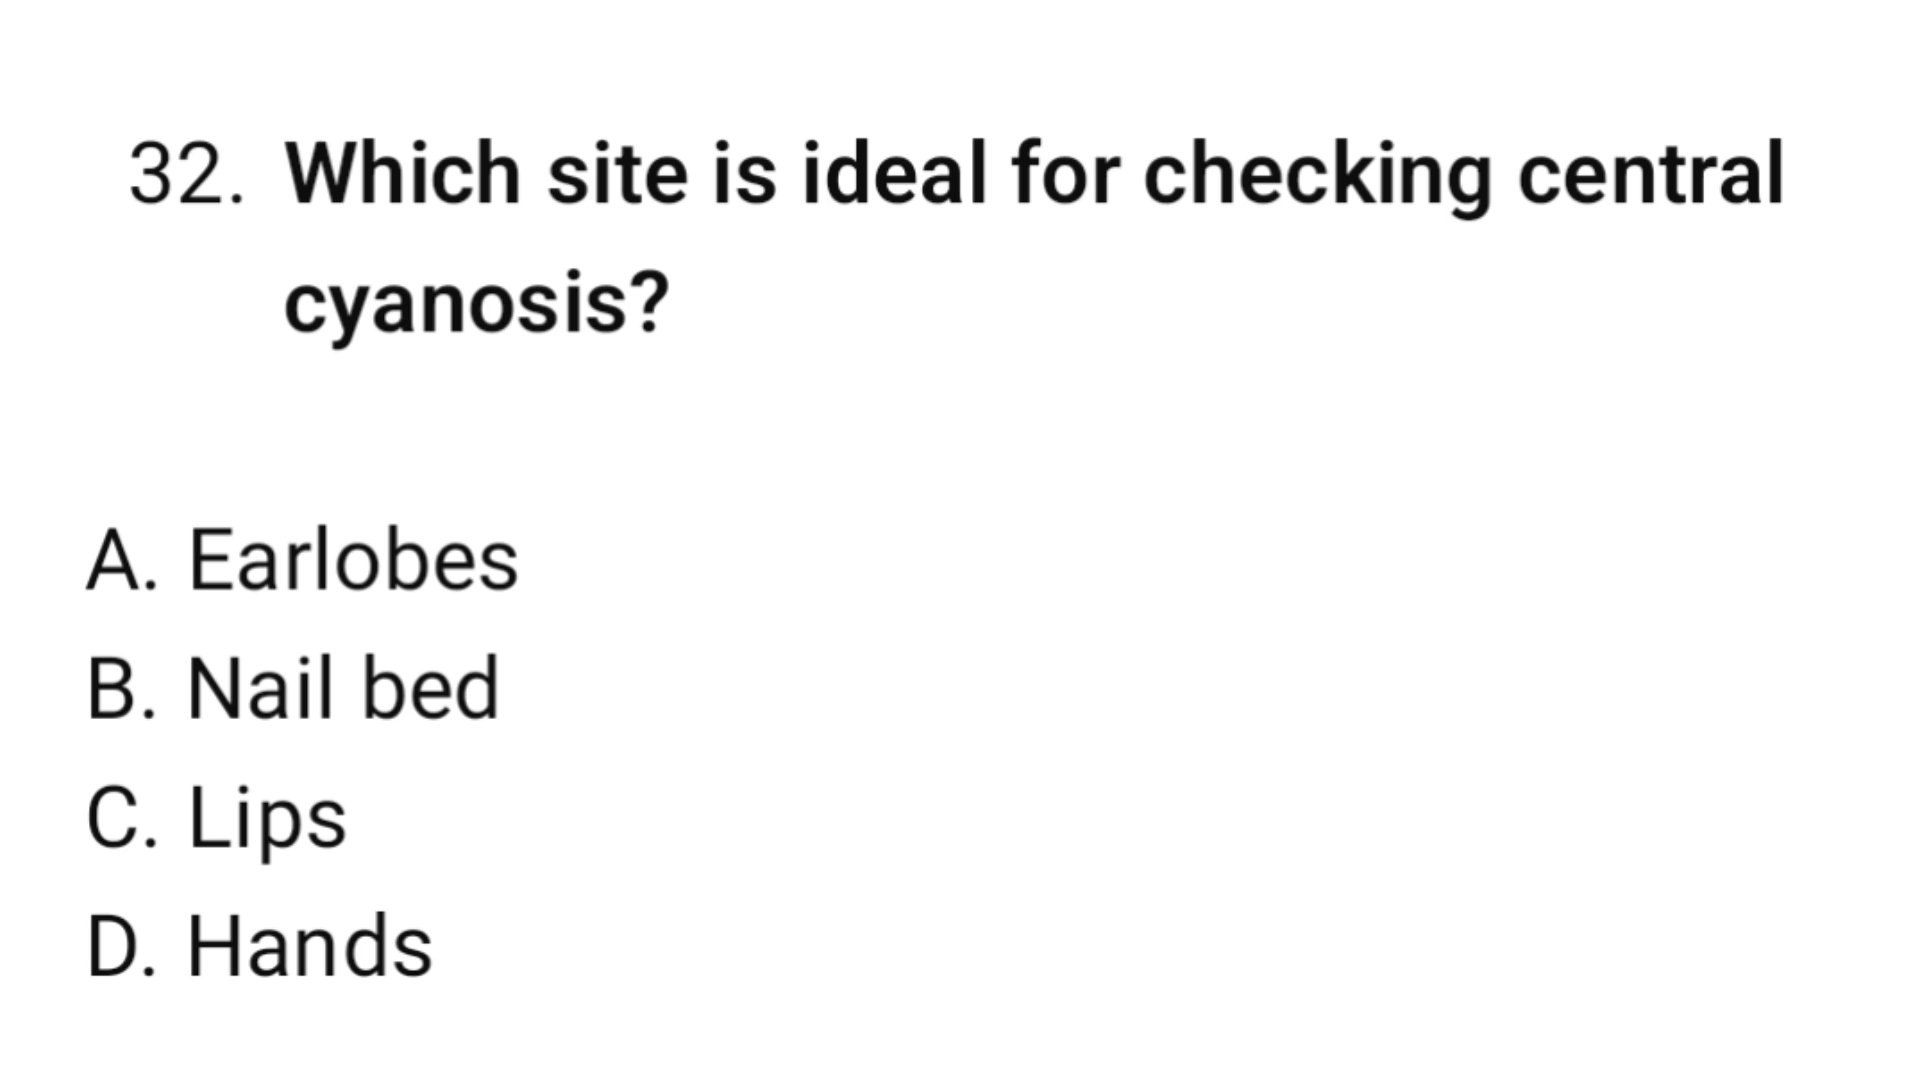 32. Which site is ideal for checking central
cyanosis?
A. Earlobes
B. Nail bed
C. Lips
D. Hands